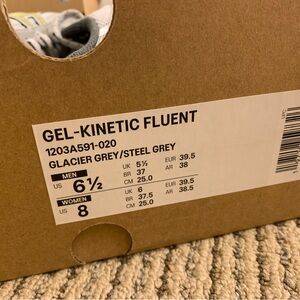 GEL-KINETIC FLUENT
1203A591-020
GLACIER GREY/STEEL GREY
MEN
US 6½ UK 5½ EUR 39.5
BR 37 AR 38
CM 25.0
WOMEN
US 8 UK 6 EUR 39.5
BR 37.5 AR 38.5
CM 25.0